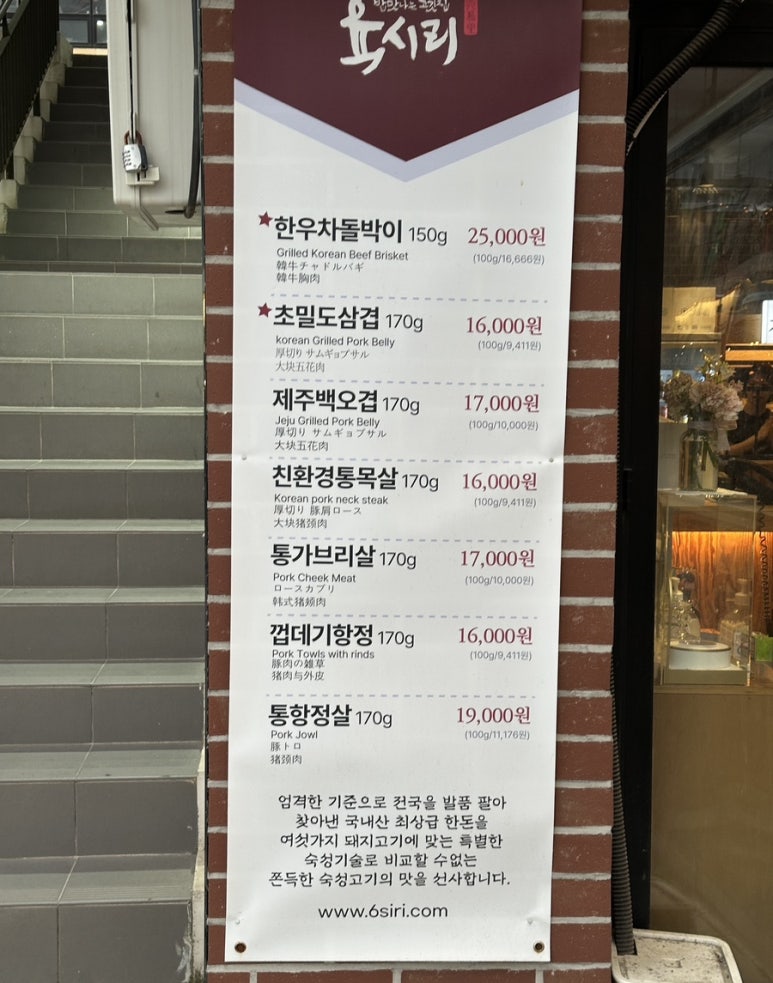 밥맛나는 고깃집
육시리
한우차돌박이 150g 25,000원
Grilled Korean Beef Brisket (100g/16,666원)
韓牛チャドルバギ
韓牛胸肉
초밀도삼겹 170g 16,000원
korean Grilled Pork Belly (100g/9,411원)
厚切り サムギョプサル
大块五花肉
제주백오겹 170g 17,000원
Jeju Grilled Pork Belly (100g/10,000원)
厚切り サムギョプサル
大块五花肉
친환경통목살 170g 16,000원
Korean pork neck steak (100g/9,411원)
厚切り 豚肩ロース
大块猪颈肉
통가브리살 170g 17,000원
Pork Cheek Meat (100g/10,000원)
ロースカブリ
韩式猪颊肉
껍데기항정 170g 16,000원
Pork Towls with rinds (100g/9,411원)
豚肉の雑草
猪肉与外皮
통항정살 170g 19,000원
Pork Jowl (100g/11,176원)
豚トロ
猪颈肉
엄격한 기준으로 전국을 발품 팔아
찾아낸 국내산 최상급 한돈을
여섯가지 돼지고기에 맞는 특별한
숙성기술로 비교할 수없는
쫀득한 숙성고기의 맛을 선사합니다.
www.6siri.com